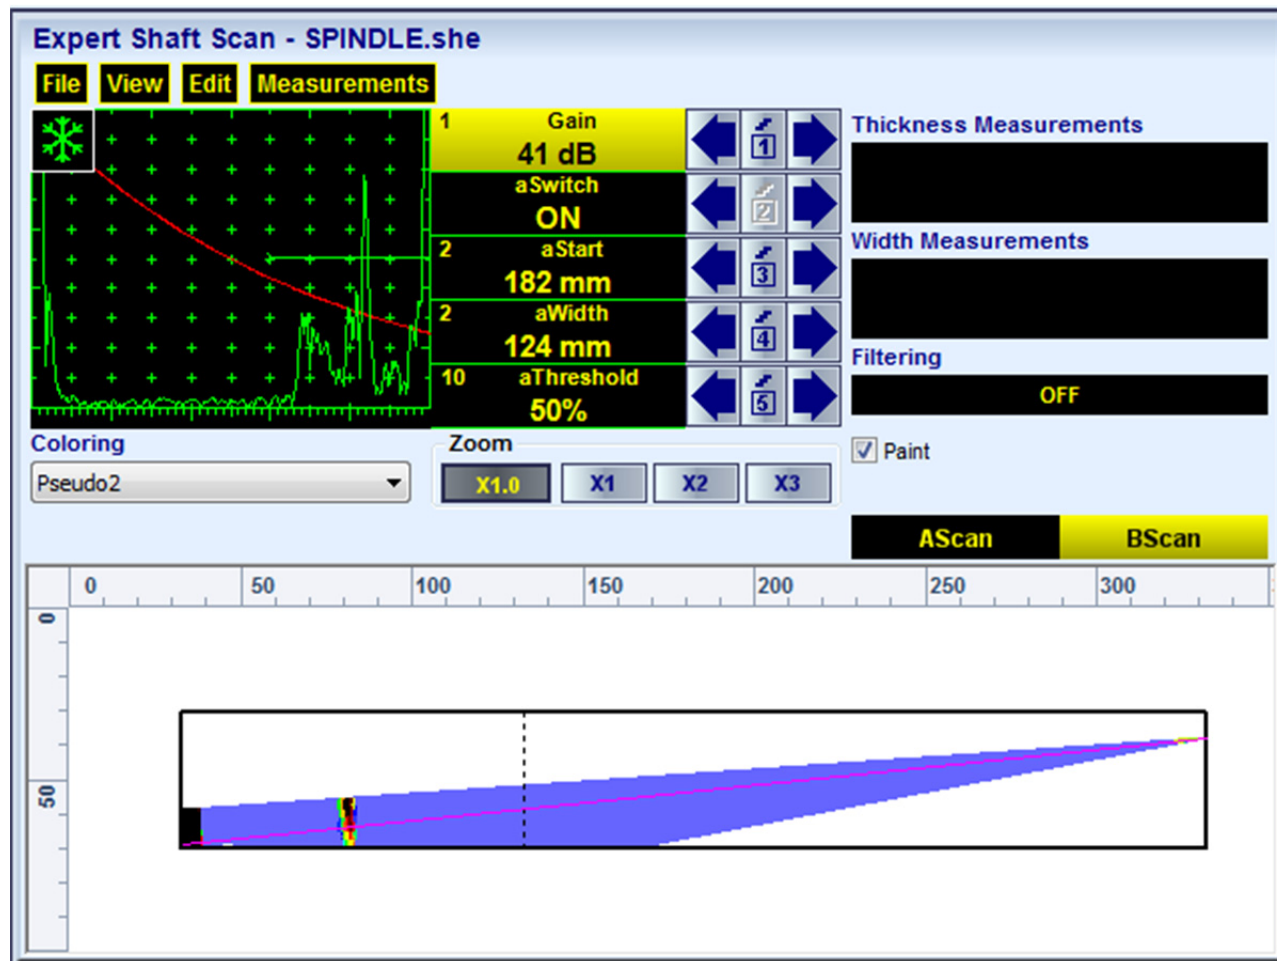 Expert Shaft Scan - SPINDLE.she
File View Edit Measurements
1 Gain
41 dB
1
aSwitch
ON
2
2 aStart
182 mm
3
2 aWidth
124 mm
4
10 aThreshold
50%
5
Thickness Measurements
Width Measurements
Filtering
OFF
Paint
Coloring
Pseudo2
Zoom
X1.0 X1 X2 X3
AScan BScan
0 50 100 150 200 250 300
0
50